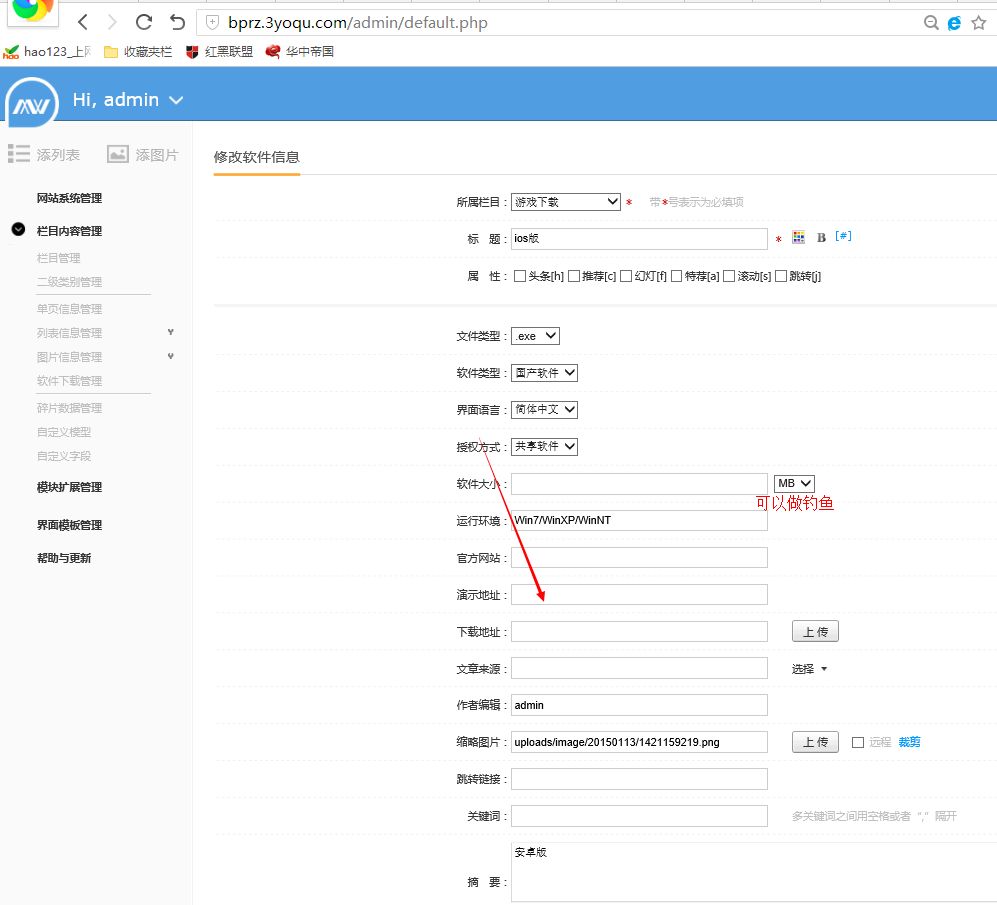 bprz.3yoqu.com/admin/default.php
hao123_上网 收藏夹栏 红黑联盟 华中帝国
Hi, admin
添列表 添图片
网站系统管理
栏目内容管理
栏目管理
二级类别管理
单页信息管理
列表信息管理
图片信息管理
软件下载管理
碎片数据管理
自定义模型
自定义字段
模块扩展管理
界面模板管理
帮助与更新
修改软件信息
所属栏目： 游戏下载 * 带*号表示为必填项
标 题： ios版 * B [#]
属 性： 头条[h] 推荐[c] 幻灯[f] 特荐[a] 滚动[s] 跳转[j]
文件类型： .exe
软件类型： 国产软件
界面语言： 简体中文
授权方式： 共享软件
软件大小： MB
可以做钓鱼
运行环境： Win7/WinXP/WinNT
官方网站：
演示地址：
下载地址： 上传
文章来源： 选择
作者编辑： admin
缩略图片： uploads/image/20150113/1421159219.png 上传 远程 裁剪
跳转链接：
关键词： 多关键词之间用空格或者 “,” 隔开
摘 要： 安卓版